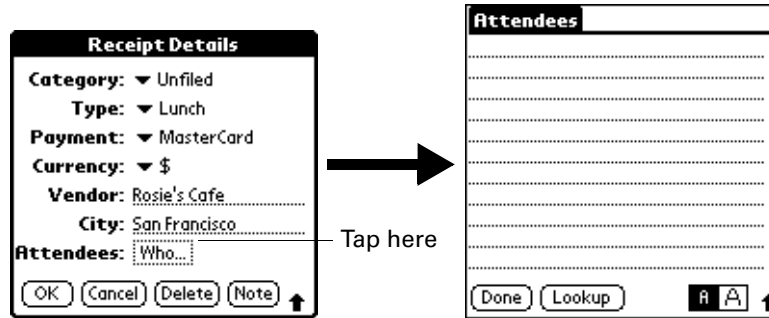 Receipt Details
Category: Unfiled
Type: Lunch
Payment: MasterCard
Currency: $
Vendor: Rosie's Cafe
City: San Francisco
Attendees: Who...
OK Cancel Delete Note
Tap here
Attendees
Done Lookup A A